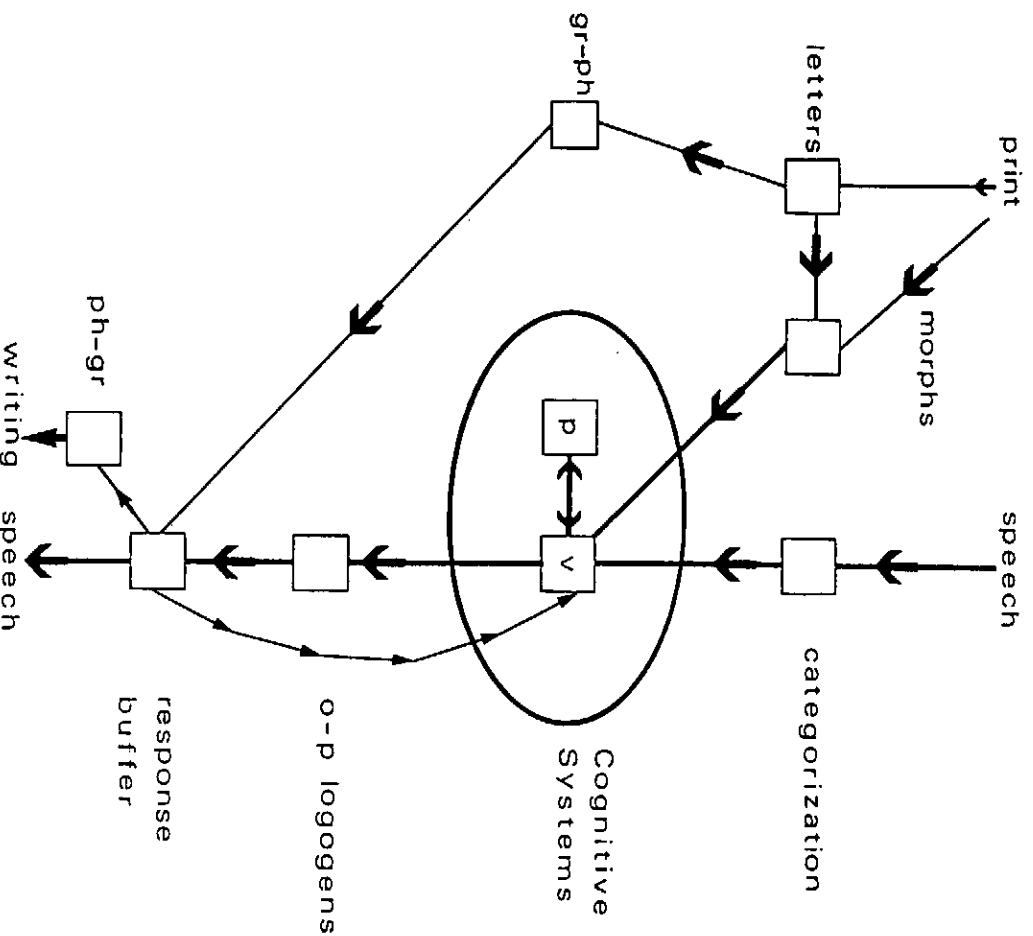 print
speech
letters
morphs
categorization
gr-ph
p
v
Cognitive
Systems
o-p logogens
ph-gr
response
buffer
writing
speech